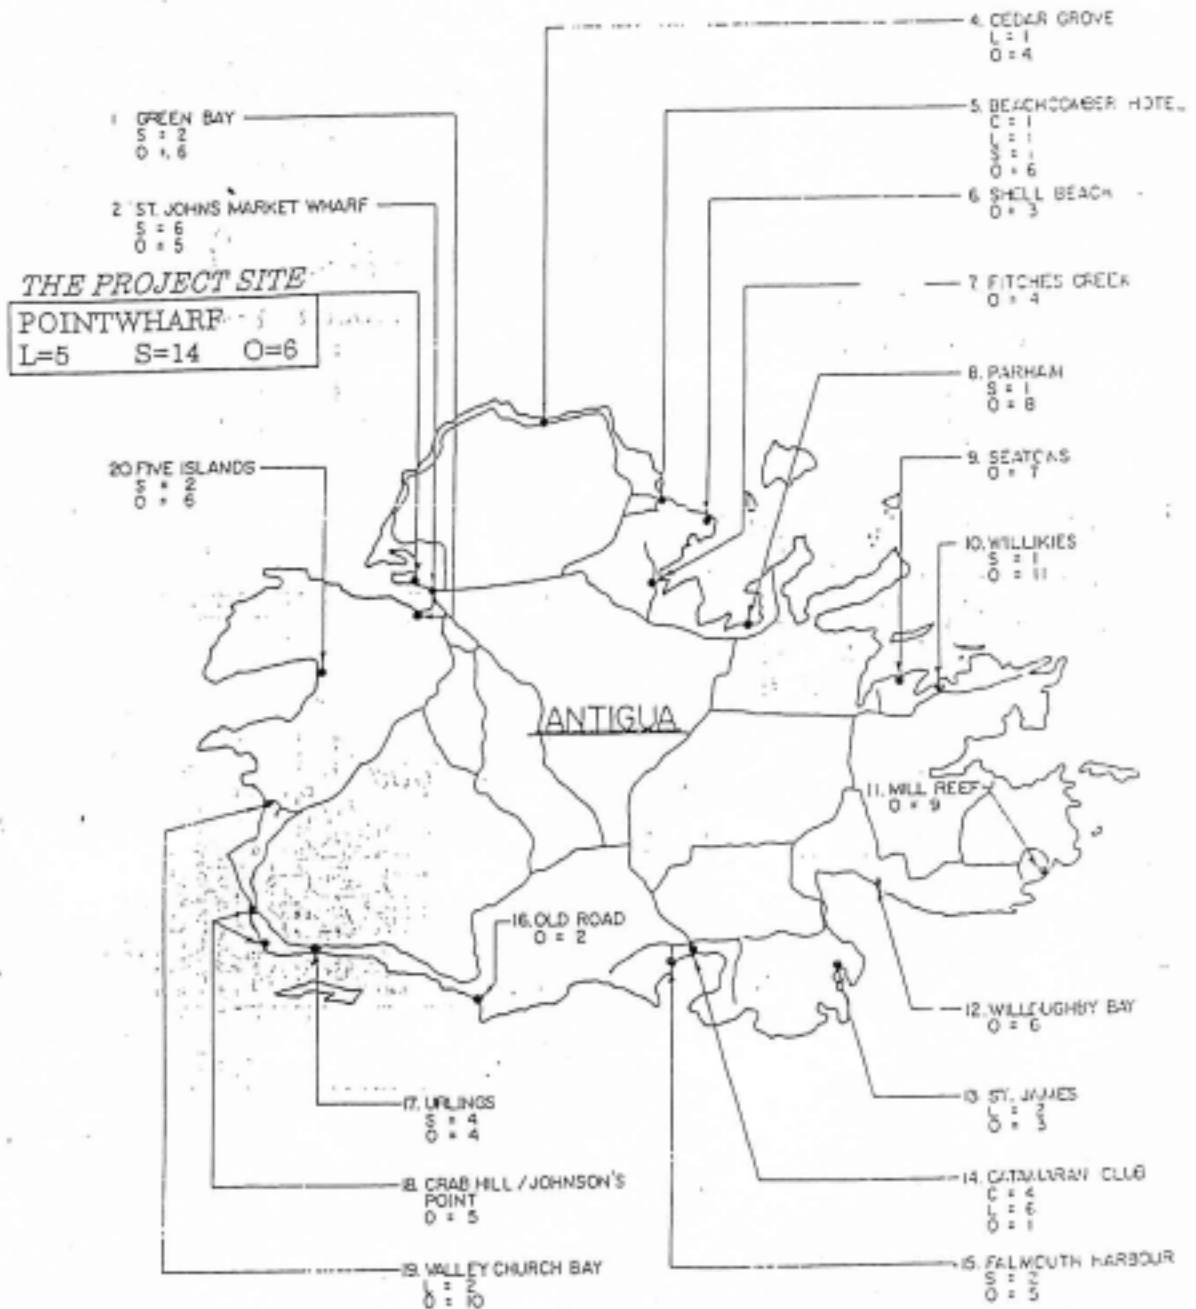 4. CEDAR GROVE
L = 1
O = 4
1 GREEN BAY
S = 2
O = 6
5. BEACHCOMBER HOTEL
C = 1
L = 1
S = 1
O = 6
2 ST. JOHNS MARKET WHARF
S = 6
O = 5
6. SHELL BEACH
O = 3
THE PROJECT SITE
POINTWHARF
L=5 S=14 O=6
7. FITCHES CREEK
O = 4
8. PARHAM
S = 1
O = 8
20 FIVE ISLANDS
S = 2
O = 6
9. SEATONS
O = 7
10. WILLIKIES
S = 1
O = 11
ANTIGUA
11. MILL REEF
O = 9
16. OLD ROAD
O = 2
12. WILLOUGHBY BAY
O = 6
17. URLINGS
S = 4
O = 4
13. ST. JAMES
L = 2
O = 3
18. CRAB HILL / JOHNSON'S
POINT
O = 5
14. CATAMARAN CLUB
C = 4
L = 6
O = 1
19. VALLEY CHURCH BAY
L = 2
O = 10
15. FALMOUTH HARBOUR
S = 2
O = 5